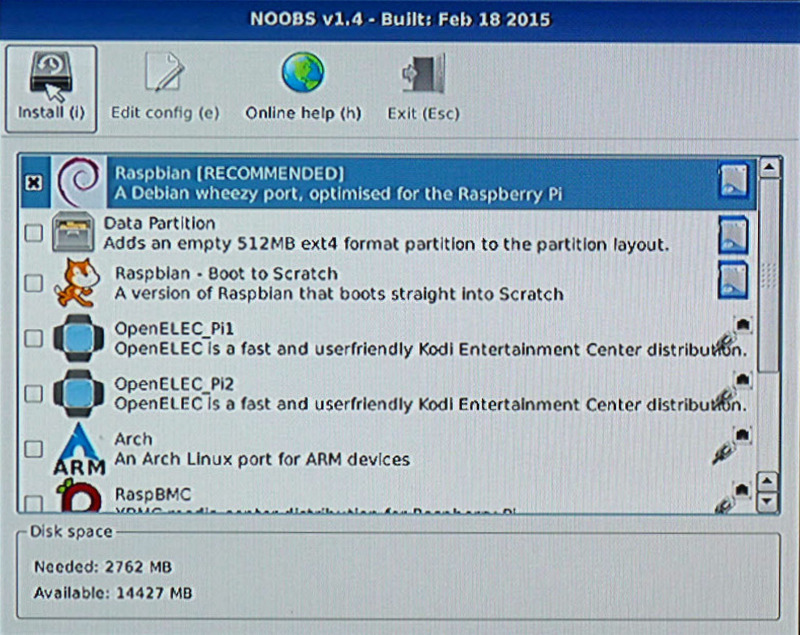 NOOBS v1.4 - Built: Feb 18 2015
Install (i)
Edit config (e)
Online help (h)
Exit (Esc)
Raspbian [RECOMMENDED]
A Debian wheezy port, optimised for the Raspberry Pi
Data Partition
Adds an empty 512MB ext4 format partition to the partition layout.
Raspbian - Boot to Scratch
A version of Raspbian that boots straight into Scratch
OpenELEC_Pi1
OpenELEC is a fast and userfriendly Kodi Entertainment Center distribution.
OpenELEC_Pi2
OpenELEC is a fast and userfriendly Kodi Entertainment Center distribution.
Arch
An Arch Linux port for ARM devices
ARM
RaspBMC
Disk space
Needed: 2762 MB
Available: 14427 MB